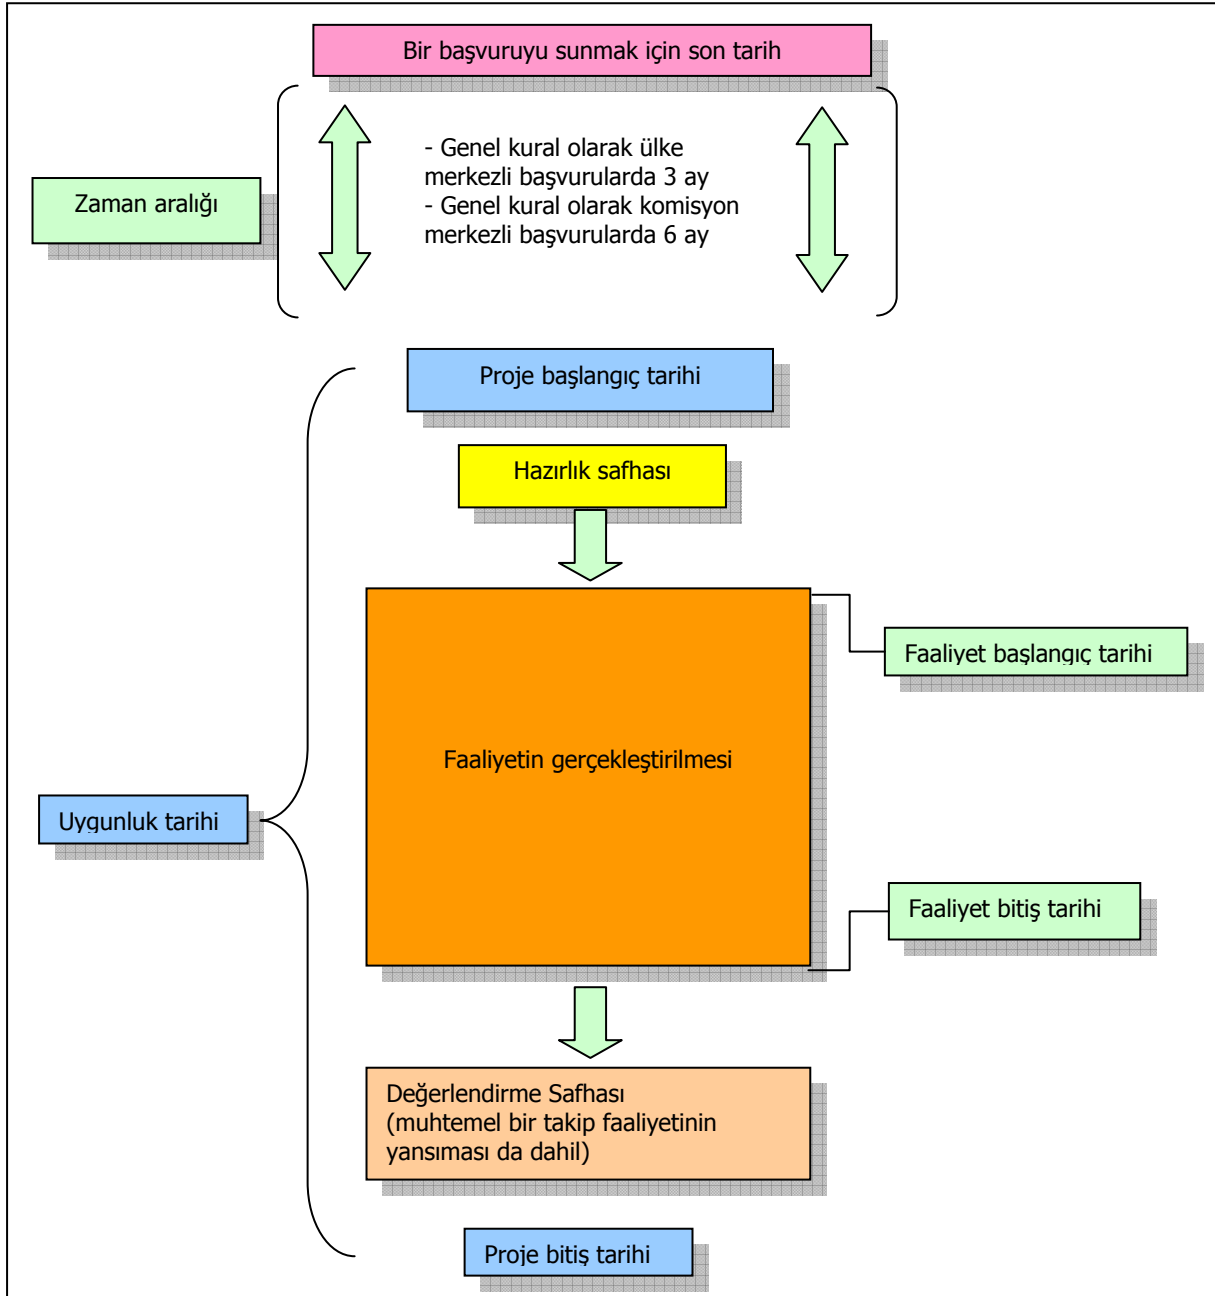 Bir başvuruyu sunmak için son tarih
- Genel kural olarak ülke
merkezli başvurularda 3 ay
- Genel kural olarak komisyon
merkezli başvurularda 6 ay
Zaman aralığı
Proje başlangıç tarihi
Hazırlık safhası
Faaliyet başlangıç tarihi
Faaliyetin gerçekleştirilmesi
Uygunluk tarihi
Faaliyet bitiş tarihi
Değerlendirme Safhası
(muhtemel bir takip faaliyetinin
yansıması da dahil)
Proje bitiş tarihi